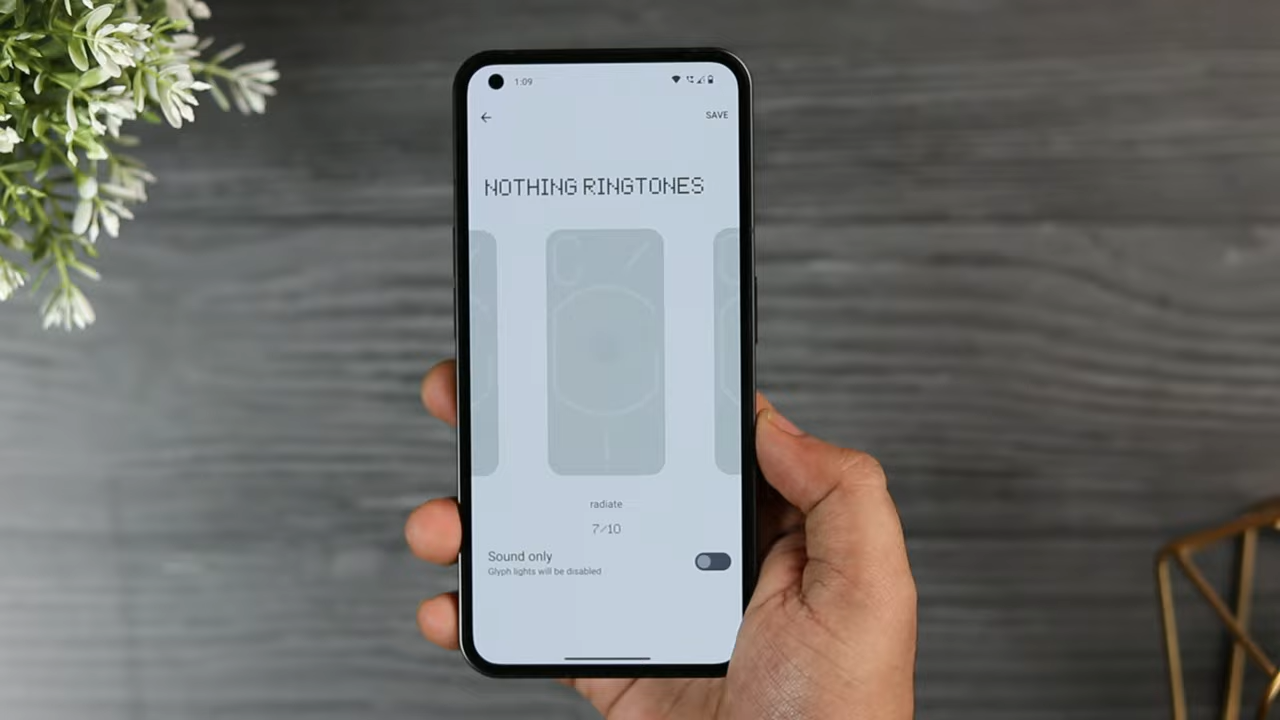 1:09
SAVE
NOTHING RINGTONES
radiate
7/10
Sound only
Glyph lights will be disabled